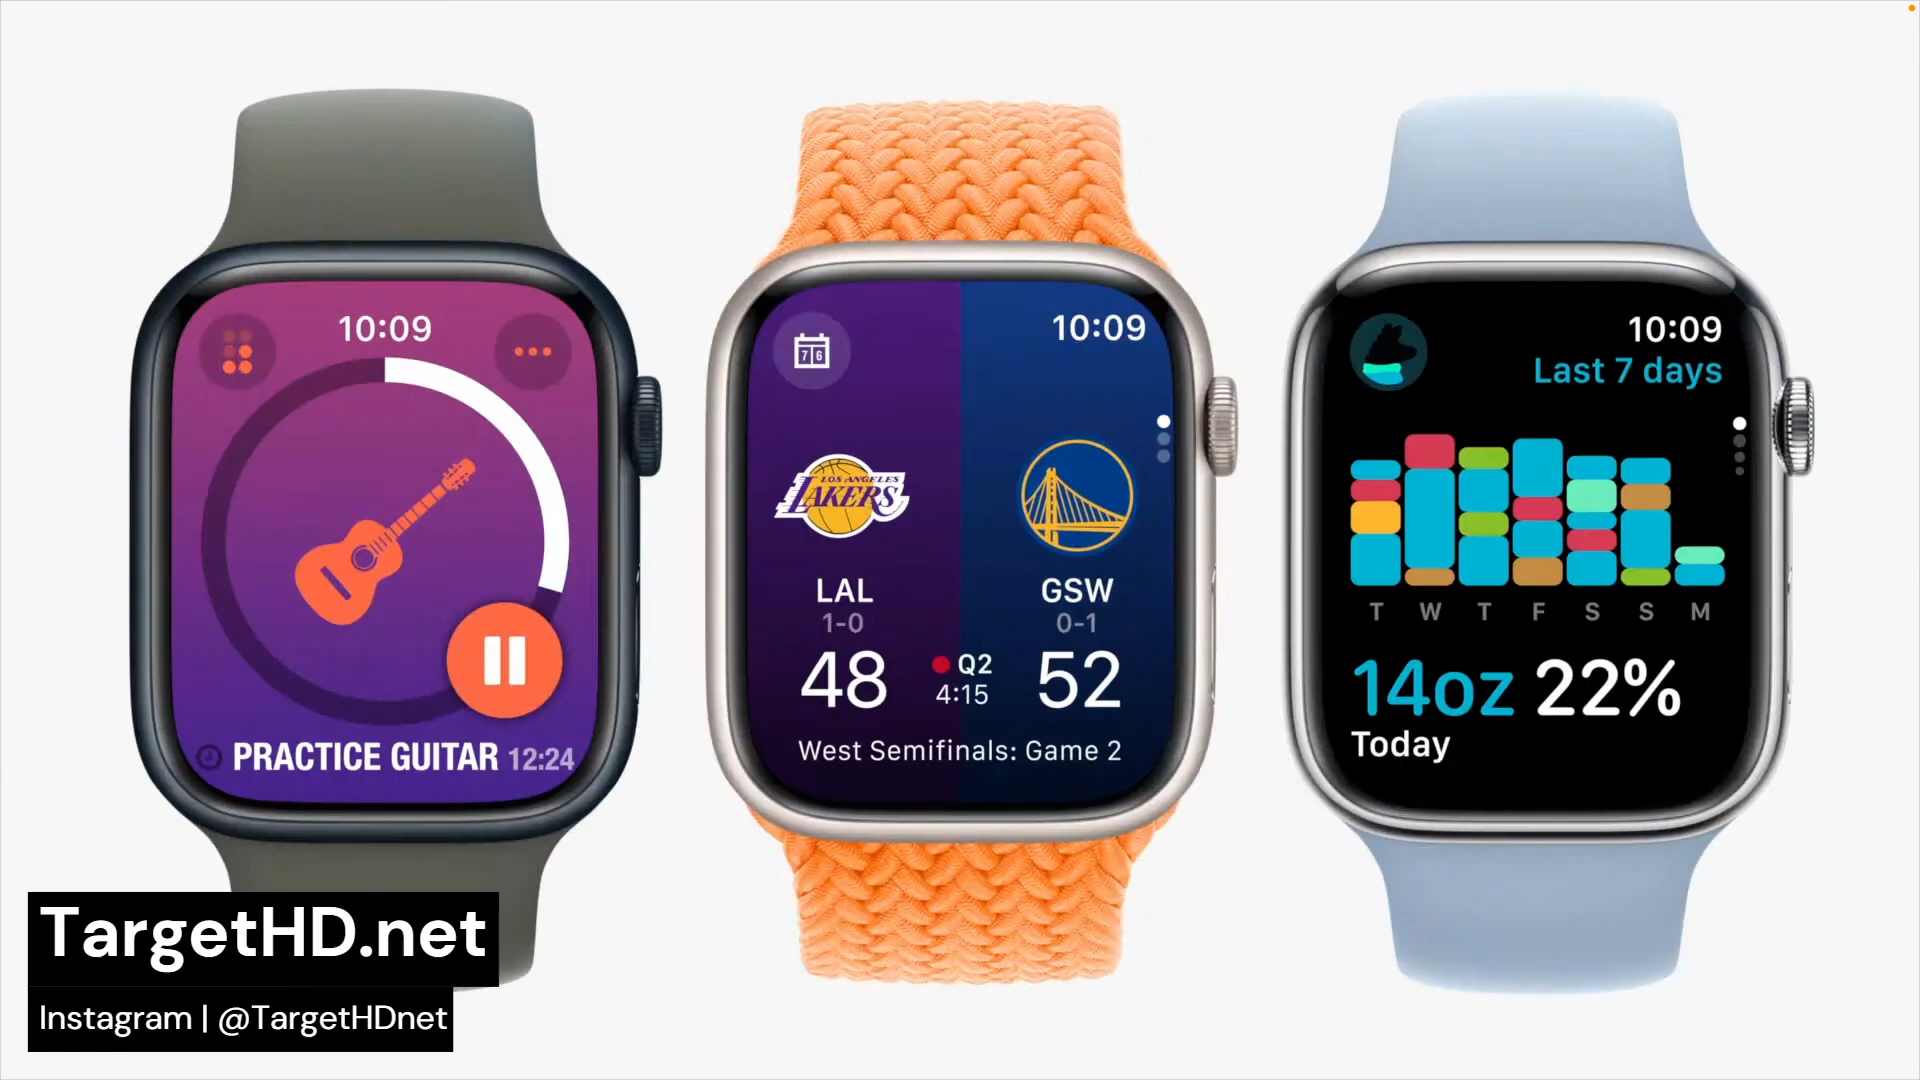 10:09
PRACTICE GUITAR 12:24
7 6
10:09
LOS ANGELES
LAKERS
LAL
GSW
1-0
0-1
48
Q2
52
4:15
West Semifinals: Game 2
10:09
Last 7 days
T W T F S S M
14oz 22%
Today
TargetHD.net
Instagram | @TargetHDnet